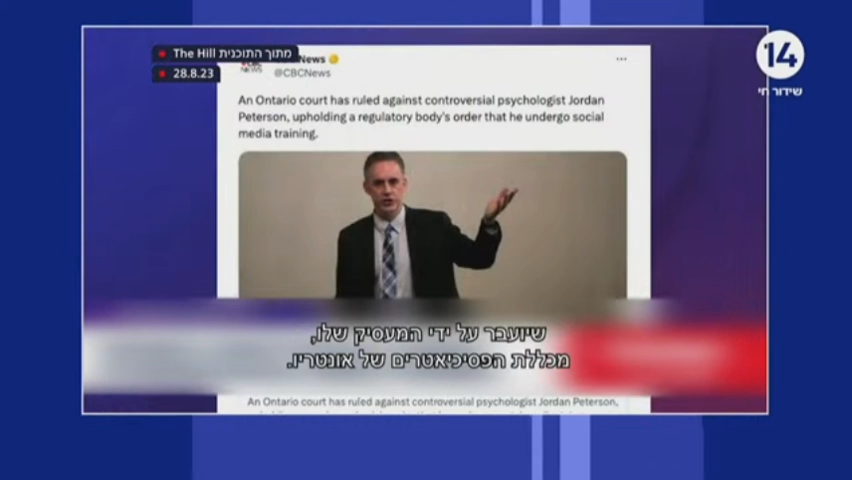 מתוך התוכנית The Hill
28.8.23
14
שידור חי
News
NEWS
@CBCNews
An Ontario court has ruled against controversial psychologist Jordan
Peterson, upholding a regulatory body's order that he undergo social
media training.
שיועבר על ידי המעסיק שלו,
מכללת הפסיכיאטרים של אונטריו.
An Ontario court has ruled against controversial psychologist Jordan Peterson,